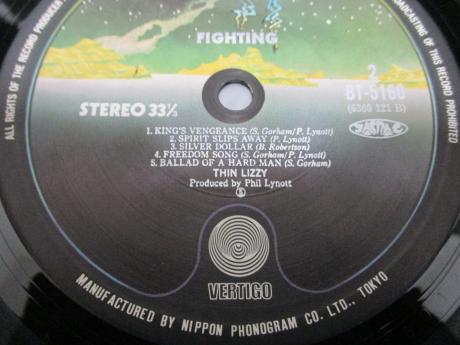 ALL RIGHTS OF THE RECORD PRODUCER
BROADCASTING OF THIS RECORD PROHIBITED
FIGHTING
2
BT-5160
(6360 121 B)
STEREO 33⅓
1. KING'S VENGEANCE (S. Gorham/P. Lynott)
2. SPIRIT SLIPS AWAY (P. Lynott)
3. SILVER DOLLAR (B. Robertson)
4. FREEDOM SONG (S. Gorham/P. Lynott)
5. BALLAD OF A HARD MAN (S. Gorham)
THIN LIZZY
Produced by Phil Lynott
VERTIGO
MANUFACTURED BY NIPPON PHONOGRAM CO. LTD., TOKYO